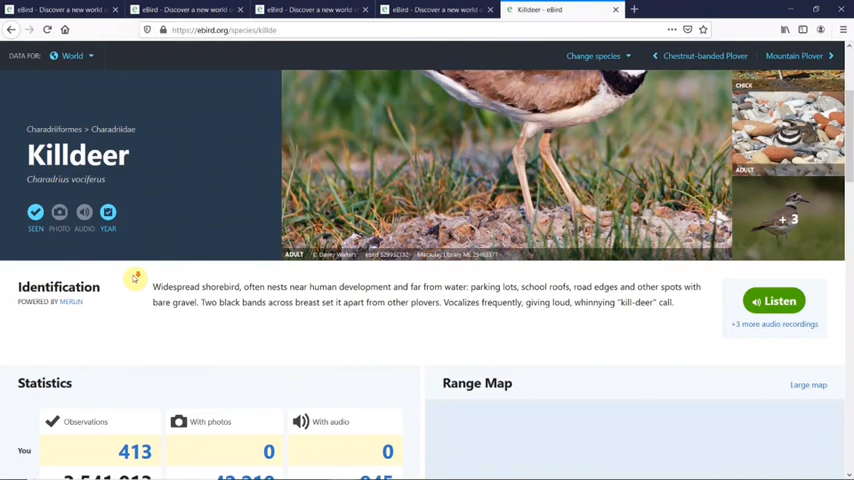 eBird - Discover a new world o
eBird - Discover a new world o
eBird - Discover a new world o
eBird - Discover a new world o
Killdeer - eBird
https://ebird.org/species/killde
DATA FOR: World
Change species
Chestnut-banded Plover
Mountain Plover
CHICK
Charadriiformes > Charadriidae
Killdeer
Charadrius vociferus
ADULT
+ 3
SEEN PHOTO AUDIO YEAR
Identification
POWERED BY MERLIN
Widespread shorebird, often nests near human development and far from water: parking lots, school roofs, road edges and other spots with
bare gravel. Two black bands across breast set it apart from other plovers. Vocalizes frequently, giving loud, whinnying "kill-deer" call.
Listen
+3 more audio recordings
ADULT
Statistics
Range Map
Large map
Observations
With photos
With audio
You
413
0
0